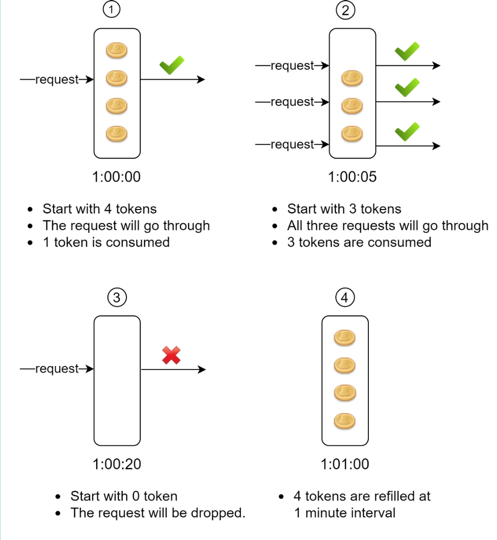 1
request
1:00:00
• Start with 4 tokens
• The request will go through
• 1 token is consumed
2
request
request
request
1:00:05
• Start with 3 tokens
• All three requests will go through
• 3 tokens are consumed
3
request
1:00:20
• Start with 0 token
• The request will be dropped.
4
1:01:00
• 4 tokens are refilled at
1 minute interval